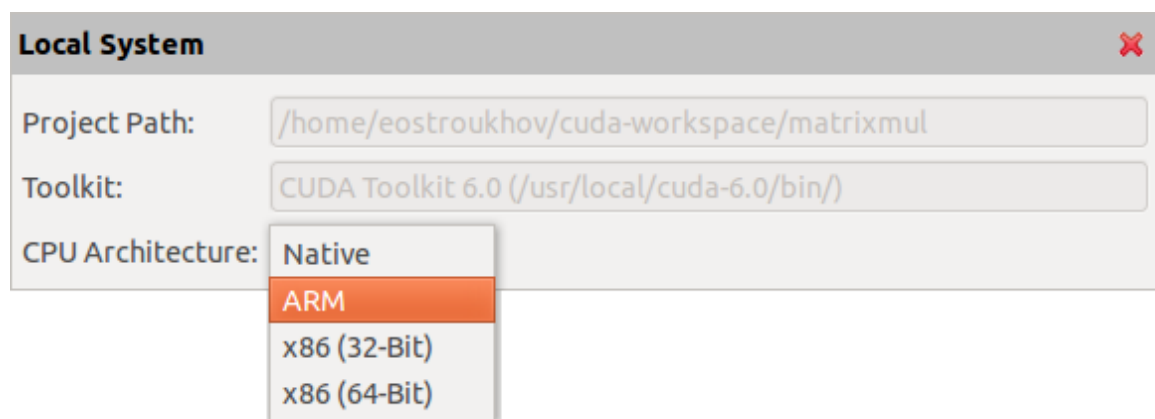 Local System
Project Path: /home/eostroukhov/cuda-workspace/matrixmul
Toolkit: CUDA Toolkit 6.0 (/usr/local/cuda-6.0/bin/)
CPU Architecture: Native
ARM
x86 (32-Bit)
x86 (64-Bit)